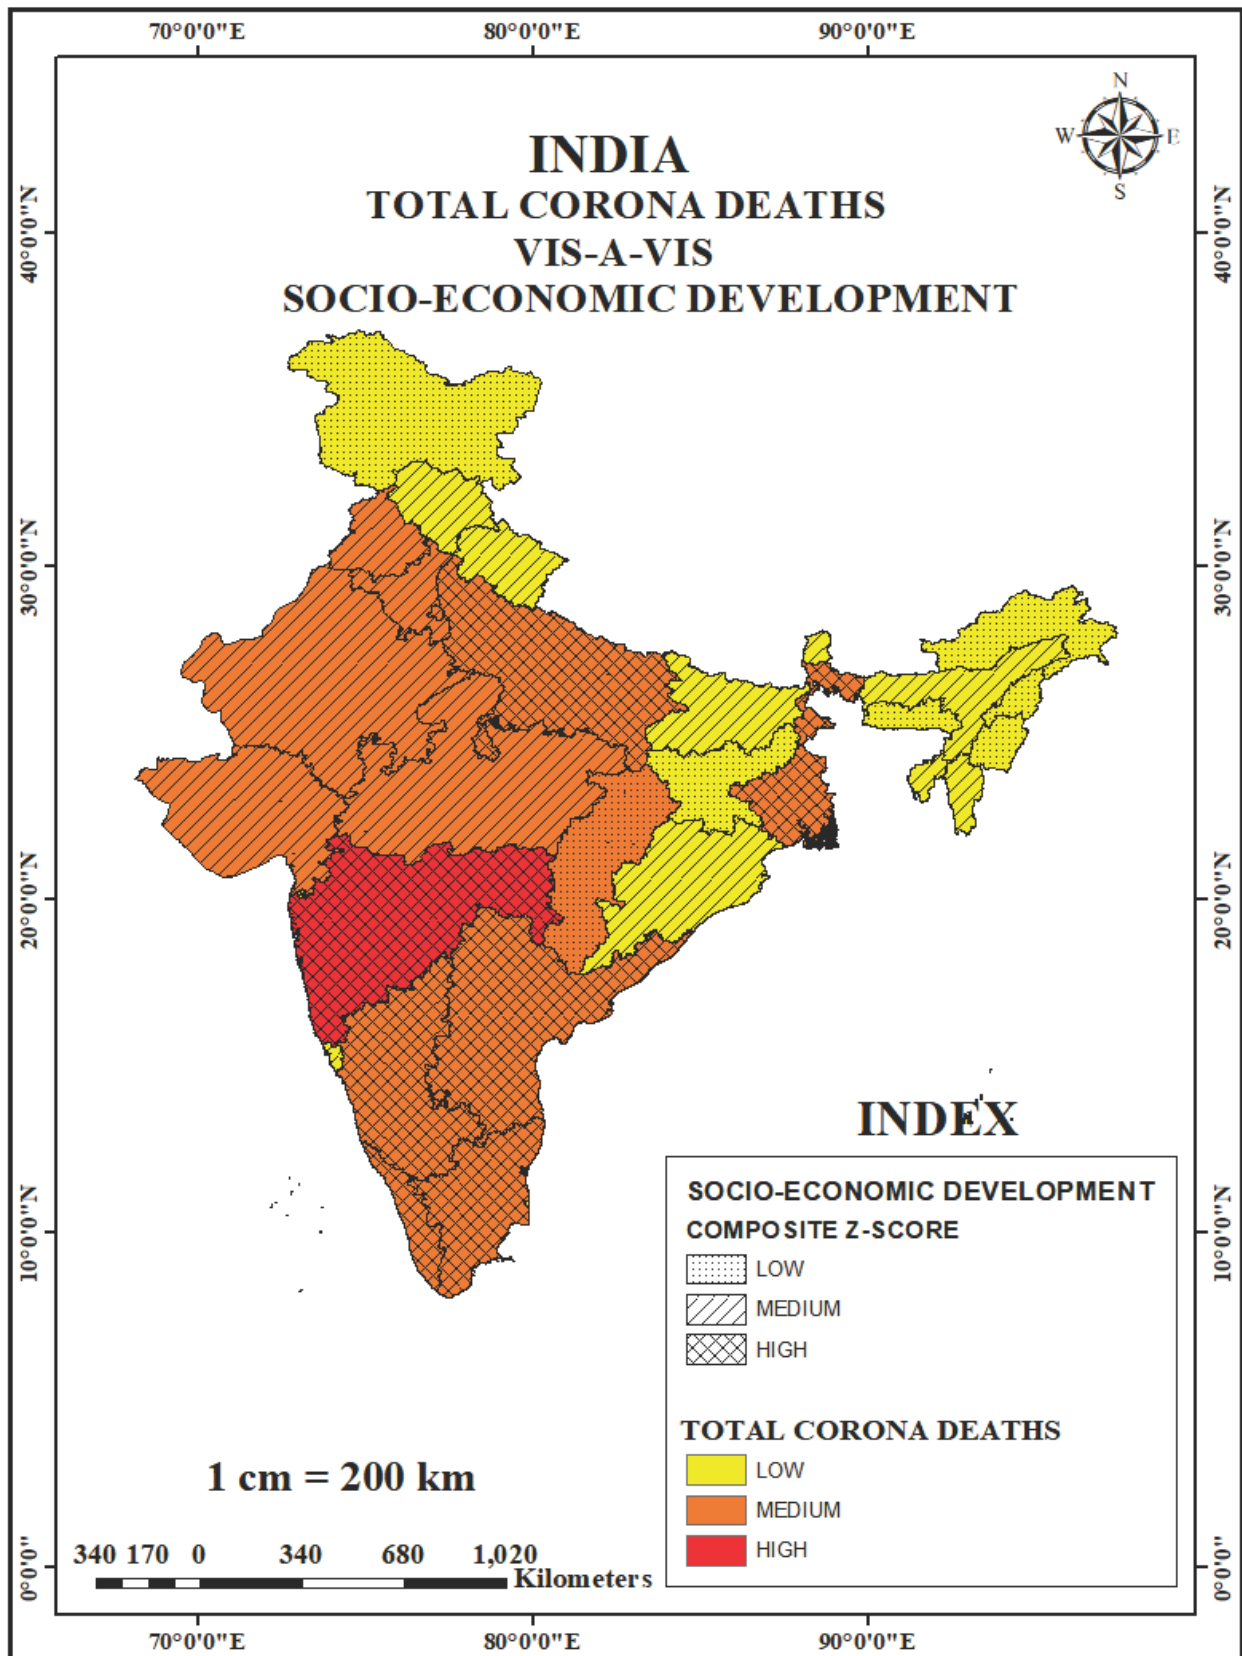 70°0'0"E 80°0'0"E 90°0'0"E
N
W E
S
INDIA
TOTAL CORONA DEATHS
VIS-A-VIS
SOCIO-ECONOMIC DEVELOPMENT
40°0'0"N 40°0'0"N
30°0'0"N 30°0'0"N
20°0'0"N 20°0'0"N
10°0'0"N 10°0'0"N
0°0'0" 0°0'0"
INDEX
SOCIO-ECONOMIC DEVELOPMENT
COMPOSITE Z-SCORE
LOW
MEDIUM
HIGH
TOTAL CORONA DEATHS
LOW
MEDIUM
HIGH
1 cm = 200 km
340 170 0 340 680 1,020
Kilometers
70°0'0"E 80°0'0"E 90°0'0"E